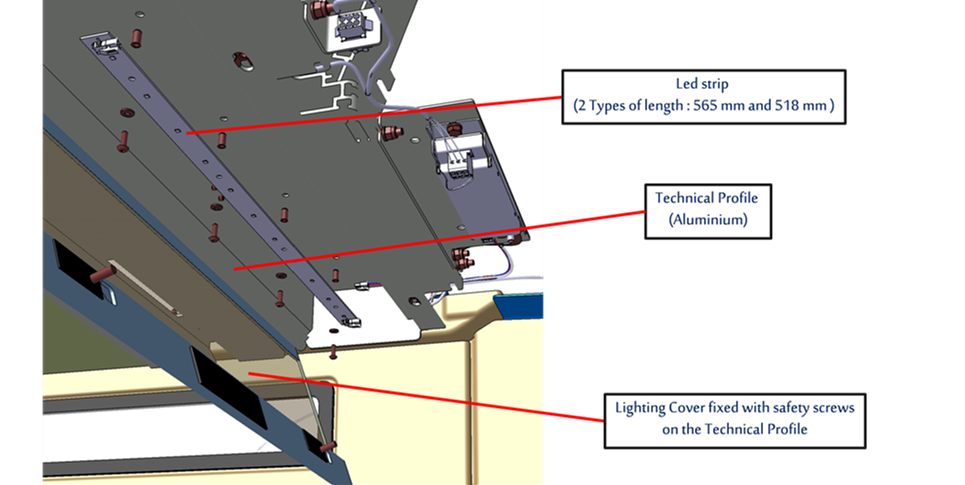 Led strip
(2 Types of length : 565 mm and 518 mm )
Technical Profile
(Aluminium)
Lighting Cover fixed with safety screws
on the Technical Profile